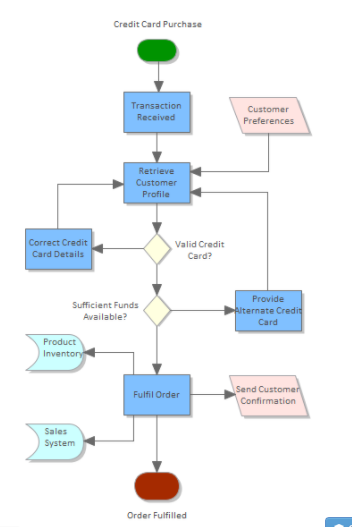 Credit Card Purchase
Transaction
Received
Customer
Preferences
Retrieve
Customer
Profile
Correct Credit
Card Details
Valid Credit
Card?
Sufficient Funds
Available?
Provide
Alternate Credit
Card
Product
Inventory
Fulfil Order
Send Customer
Confirmation
Sales
System
Order Fulfilled